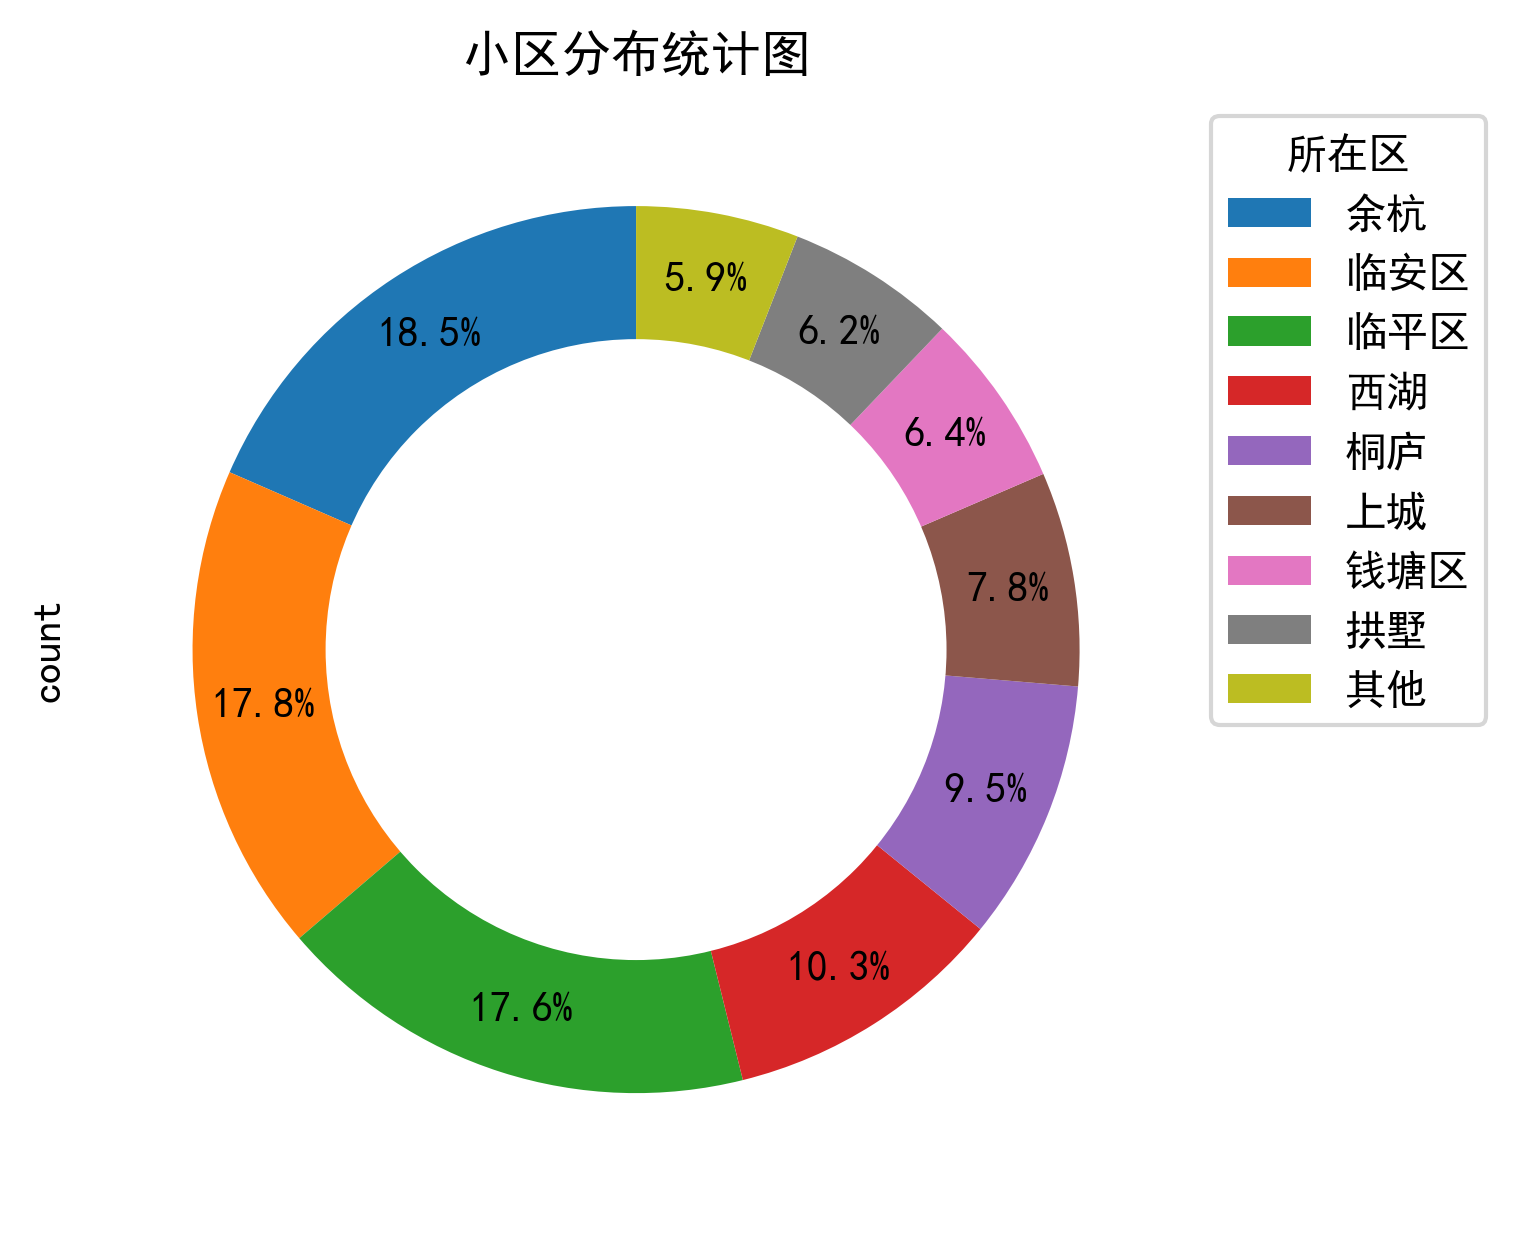 小区分布统计图
所在区
余杭
临安区
临平区
西湖
桐庐
上城
钱塘区
拱墅
其他
5.9%
6.2%
18.5%
6.4%
7.8%
count
17.8%
9.5%
10.3%
17.6%